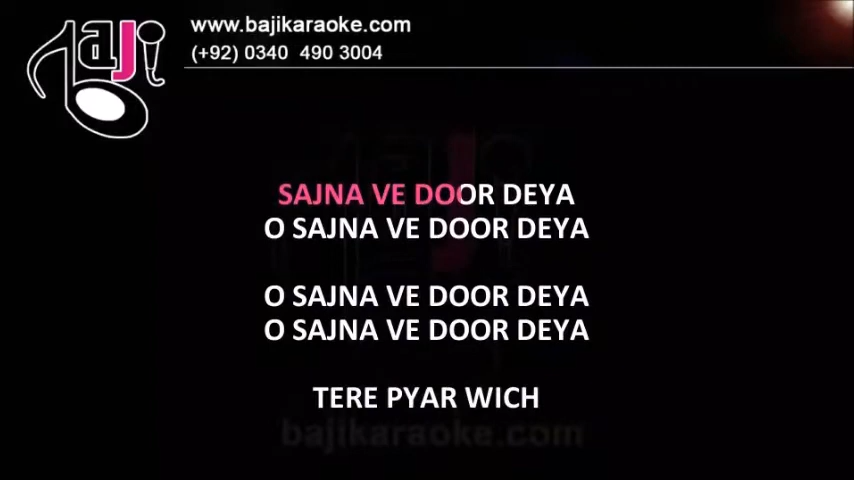 baji
www.bajikaraoke.com
(+92) 0340 490 3004
SAJNA VE DOOR DEYA
O SAJNA VE DOOR DEYA
O SAJNA VE DOOR DEYA
O SAJNA VE DOOR DEYA
TERE PYAR WICH
bajikaraoke.com